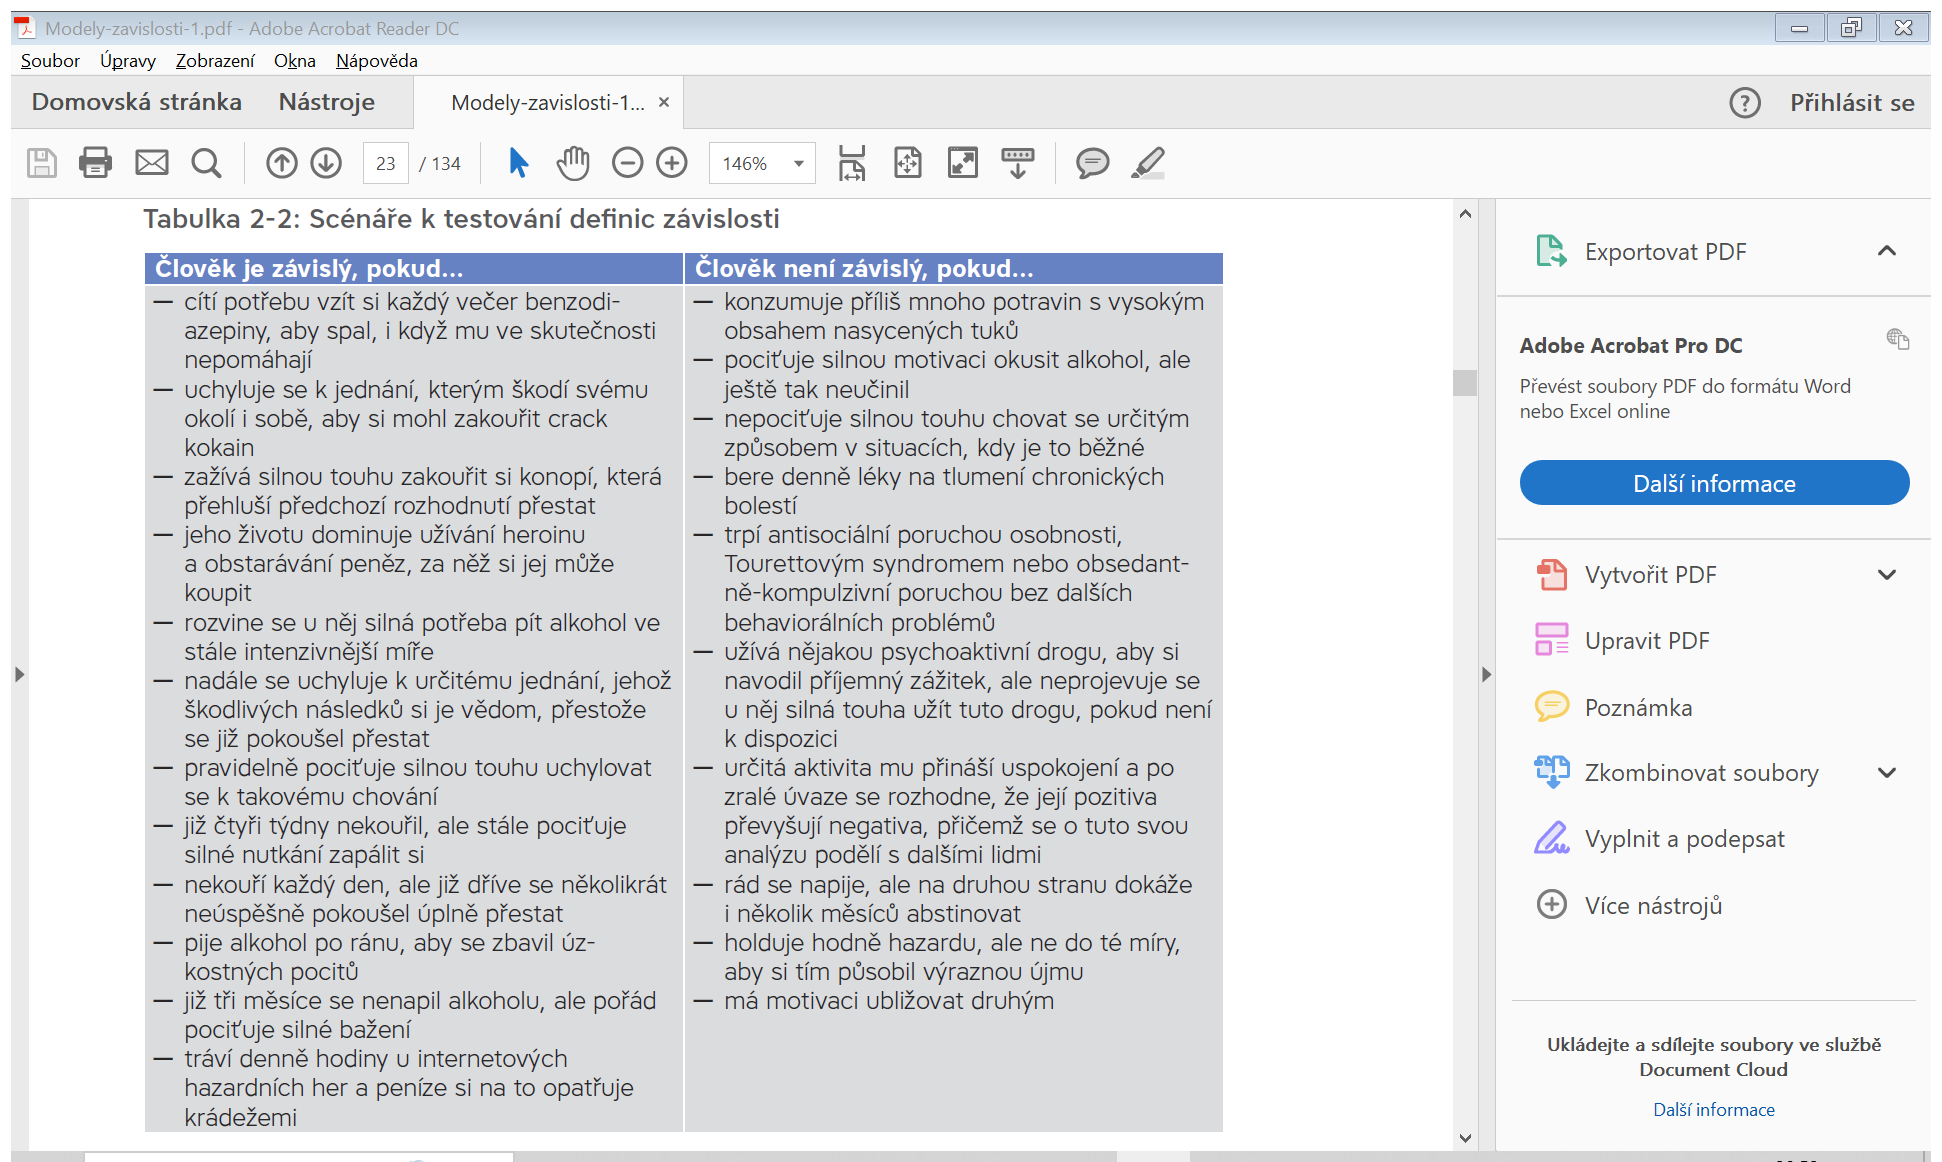 Modely-zavislosti-1.pdf - Adobe Acrobat Reader DC
Soubor Úpravy Zobrazení Okna Nápověda
Domovská stránka Nástroje Modely-zavislosti-1... × Přihlásit se
23 / 134 146%
Tabulka 2-2: Scénáře k testování definic závislosti
Člověk je závislý, pokud...
— cítí potřebu vzít si každý večer benzodi-
azepiny, aby spal, i když mu ve skutečnosti
nepomáhají
— uchyluje se k jednání, kterým škodí svému
okolí i sobě, aby si mohl zakouřit crack
kokain
— zažívá silnou touhu zakouřit si konopí, která
přehluší předchozí rozhodnutí přestat
— jeho životu dominuje užívání heroinu
a obstarávání peněz, za něž si jej může
koupit
— rozvine se u něj silná potřeba pít alkohol ve
stále intenzivnější míře
— nadále se uchyluje k určitému jednání, jehož
škodlivých následků si je vědom, přestože
se již pokoušel přestat
— pravidelně pociťuje silnou touhu uchylovat
se k takovému chování
— již čtyři týdny nekouřil, ale stále pociťuje
silné nutkání zapálit si
— nekouří každý den, ale již dříve se několikrát
neúspěšně pokoušel úplně přestat
— pije alkohol po ránu, aby se zbavil úz-
kostných pocitů
— již tři měsíce se nenapil alkoholu, ale pořád
pociťuje silné bažení
— tráví denně hodiny u internetových
hazardních her a peníze si na to opatřuje
krádežemi
Člověk není závislý, pokud...
— konzumuje příliš mnoho potravin s vysokým
obsahem nasycených tuků
— pociťuje silnou motivaci okusit alkohol, ale
ještě tak neučinil
— nepociťuje silnou touhu chovat se určitým
způsobem v situacích, kdy je to běžné
— bere denně léky na tlumení chronických
bolestí
— trpí antisociální poruchou osobnosti,
Tourettovým syndromem nebo obsedant-
ně-kompulzivní poruchou bez dalších
behaviorálních problémů
— užívá nějakou psychoaktivní drogu, aby si
navodil příjemný zážitek, ale neprojevuje se
u něj silná touha užít tuto drogu, pokud není
k dispozici
— určitá aktivita mu přináší uspokojení a po
zralé úvaze se rozhodne, že její pozitiva
převyšují negativa, přičemž se o tuto svou
analýzu podělí s dalšími lidmi
— rád se napije, ale na druhou stranu dokáže
i několik měsíců abstinovat
— holduje hodně hazardu, ale ne do té míry,
aby si tím působil výraznou újmu
— má motivaci ubližovat druhým
Exportovat PDF
Adobe Acrobat Pro DC
Převést soubory PDF do formátu Word
nebo Excel online
Další informace
Vytvořit PDF
Upravit PDF
Poznámka
Zkombinovat soubory
Vyplnit a podepsat
Více nástrojů
Ukládejte a sdílejte soubory ve službě
Document Cloud
Další informace